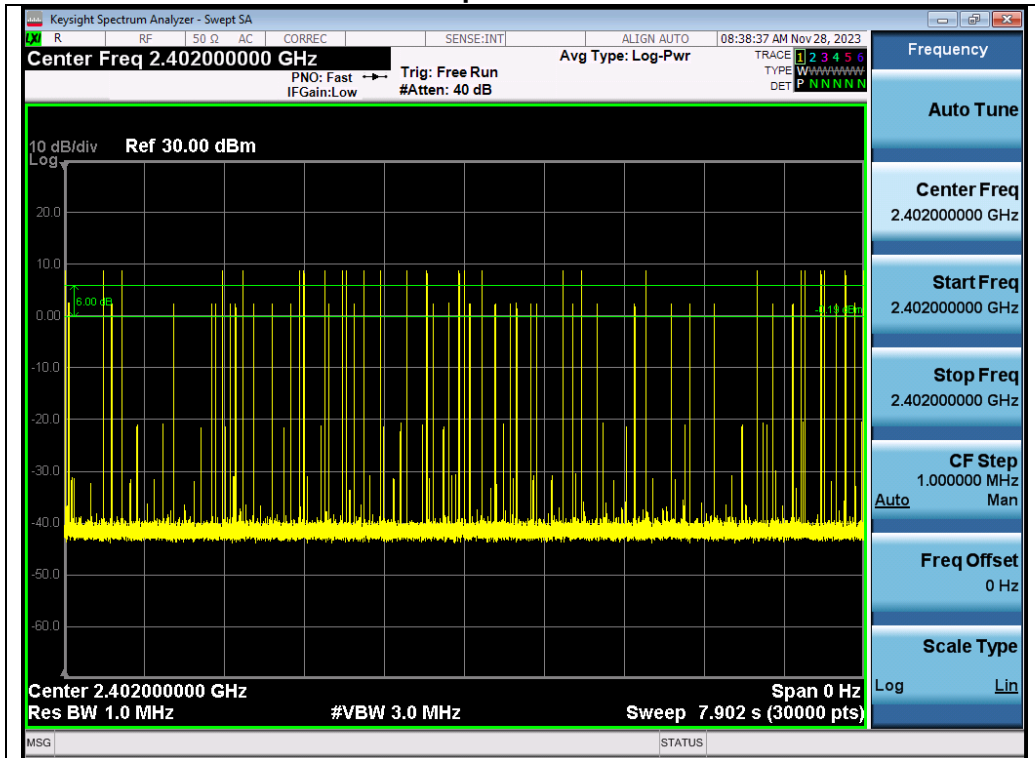 Keysight Spectrum Analyzer - Swept SA
LXI R RF 50 Ω AC CORREC SENSE:INT ALIGN AUTO 08:38:37 AM Nov 28, 2023
Center Freq 2.402000000 GHz
PNO: Fast
IFGain:Low
Trig: Free Run
#Atten: 40 dB
Avg Type: Log-Pwr
TRACE 1 2 3 4 5 6
TYPE WWWWWW
DET P N N N N N
10 dB/div Ref 30.00 dBm
Log
20.0
10.0
6.00 dB
0.00
-0.19 dBm
-10.0
-20.0
-30.0
-40.0
-50.0
-60.0
Center 2.402000000 GHz Span 0 Hz
Res BW 1.0 MHz #VBW 3.0 MHz Sweep 7.902 s (30000 pts)
MSG STATUS
Frequency
Auto Tune
Center Freq
2.402000000 GHz
Start Freq
2.402000000 GHz
Stop Freq
2.402000000 GHz
CF Step
1.000000 MHz
Auto Man
Freq Offset
0 Hz
Scale Type
Log Lin